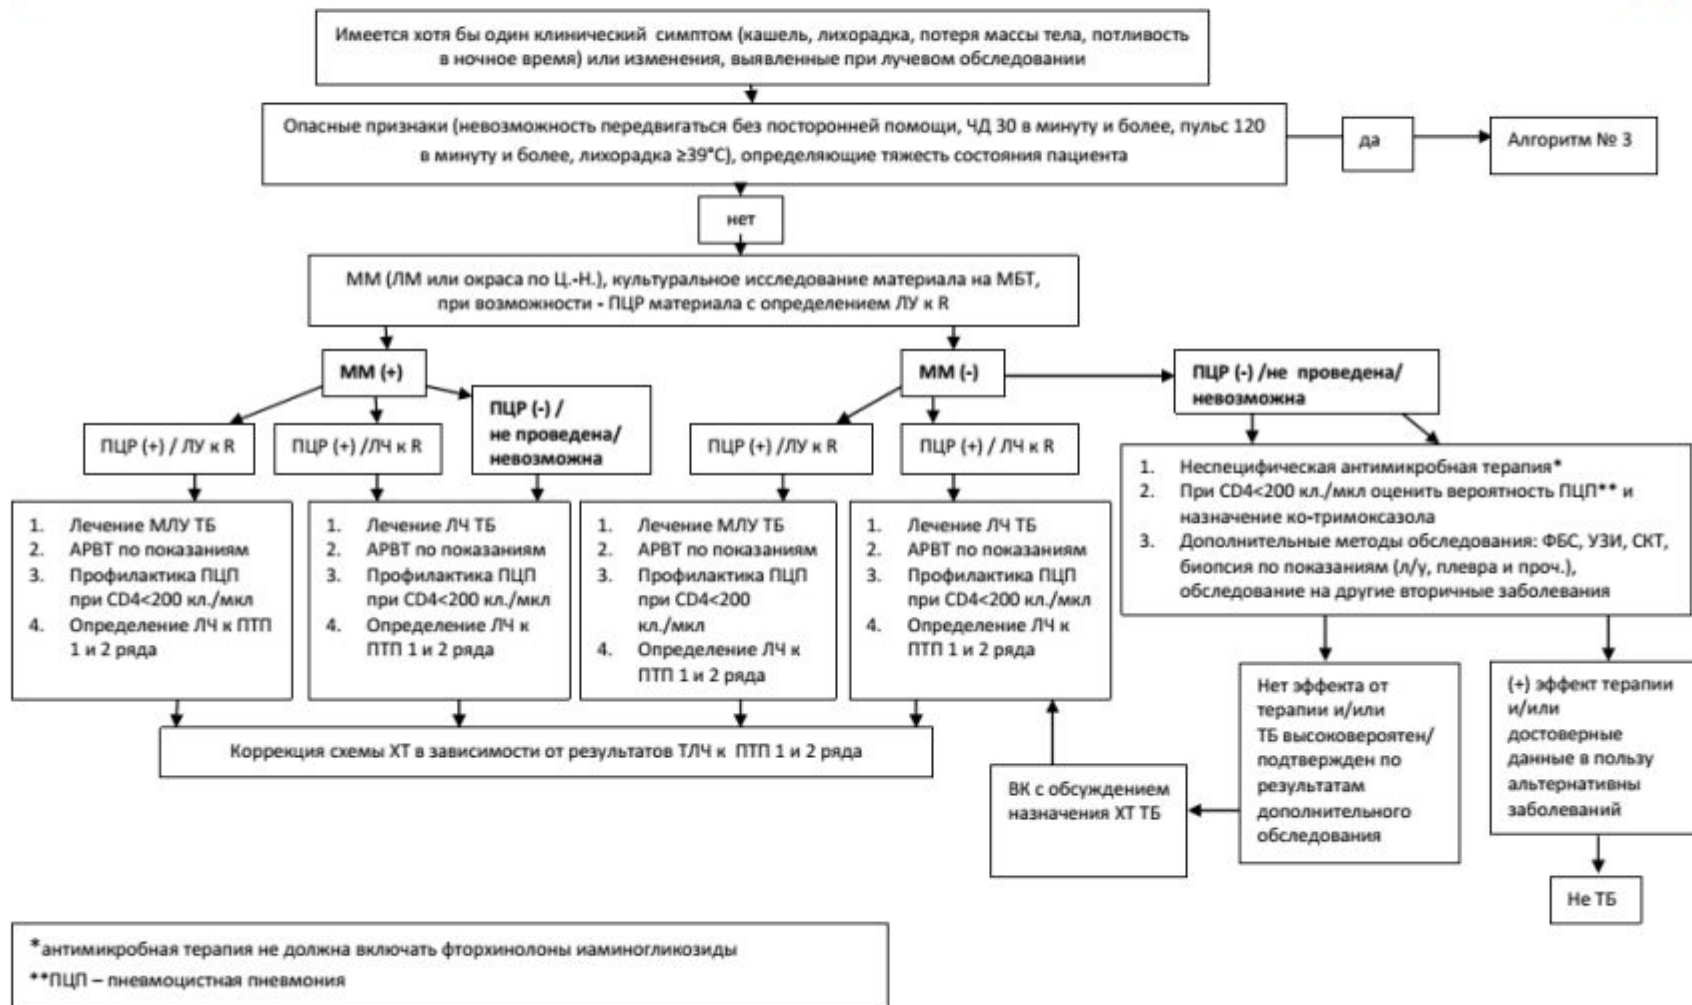 Имеется хотя бы один клинический симптом (кашель, лихорадка, потеря массы тела, потливость
в ночное время) или изменения, выявленные при лучевом обследовании
Опасные признаки (невозможность передвигаться без посторонней помощи, ЧД 30 в минуту и более, пульс 120
в минуту и более, лихорадка ≥39°С), определяющие тяжесть состояния пациента
да
Алгоритм № 3
нет
ММ (ЛМ или окраса по Ц.-Н.), культуральное исследование материала на МБТ,
при возможности - ПЦР материала с определением ЛУ к R
ММ (+)
ММ (-)
ПЦР (-) /не проведена/
невозможна
ПЦР (+) / ЛУ к R
ПЦР (+) /ЛЧ к R
ПЦР (-) /
не проведена/
невозможна
ПЦР (+) /ЛУ к R
ПЦР (+) / ЛЧ к R
1. Лечение МЛУ ТБ
2. АРВТ по показаниям
3. Профилактика ПЦП
при CD4<200 кл./мкл
4. Определение ЛЧ к ПТП
1 и 2 ряда
1. Лечение ЛЧ ТБ
2. АРВТ по показаниям
3. Профилактика ПЦП
при CD4<200 кл./мкл
4. Определение ЛЧ к
ПТП 1 и 2 ряда
1. Лечение МЛУ ТБ
2. АРВТ по показаниям
3. Профилактика ПЦП
при CD4<200
кл./мкл
4. Определение ЛЧ к
ПТП 1 и 2 ряда
1. Лечение ЛЧ ТБ
2. АРВТ по показаниям
3. Профилактика ПЦП
при CD4<200 кл./мкл
4. Определение ЛЧ к
ПТП 1 и 2 ряда
1. Неспецифическая антимикробная терапия*
2. При CD4<200 кл./мкл оценить вероятность ПЦП** и
назначение ко-тримоксазола
3. Дополнительные методы обследования: ФБС, УЗИ, СКТ,
биопсия по показаниям (л/у, плевра и проч.),
обследование на другие вторичные заболевания
Коррекция схемы ХТ в зависимости от результатов ТЛЧ к ПТП 1 и 2 ряда
ВК с обсуждением
назначения ХТ ТБ
Нет эффекта от
терапии и/или
ТБ высоковероятен/
подтвержден по
результатам
дополнительного
обследования
(+) эффект терапии
и/или
достоверные
данные в пользу
альтернативны
заболеваний
Не ТБ
*антимикробная терапия не должна включать фторхинолоны иаминогликозиды
**ПЦП – пневмоцистная пневмония